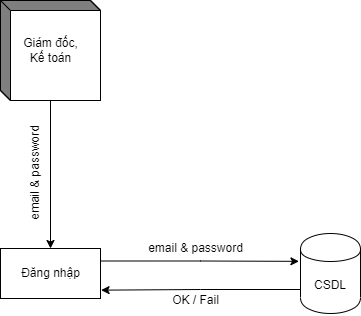 Giám đốc,
Kế toán
email & password
email & password
Đăng nhập
CSDL
OK / Fail